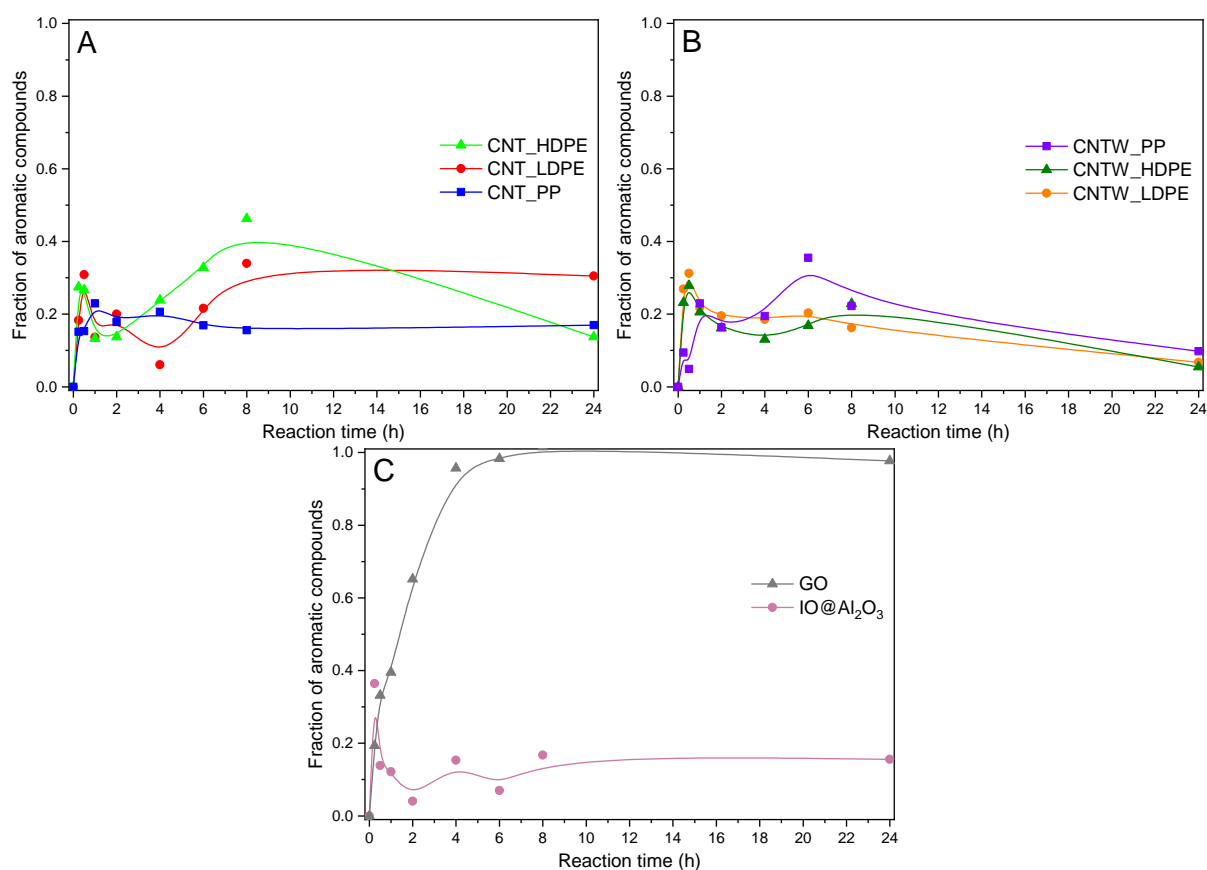 A
1.0
0.8
0.6
0.4
0.2
0.0
Fraction of aromatic compounds
CNT_HDPE
CNT_LDPE
CNT_PP
0 2 4 6 8 10 12 14 16 18 20 22 24
Reaction time (h)
B
1.0
0.8
0.6
0.4
0.2
0.0
Fraction of aromatic compounds
CNTW_PP
CNTW_HDPE
CNTW_LDPE
0 2 4 6 8 10 12 14 16 18 20 22 24
Reaction time (h)
C
1.0
0.8
0.6
0.4
0.2
0.0
Fraction of aromatic compounds
GO
IO@Al₂O₃
0 2 4 6 8 10 12 14 16 18 20 22 24
Reaction time (h)